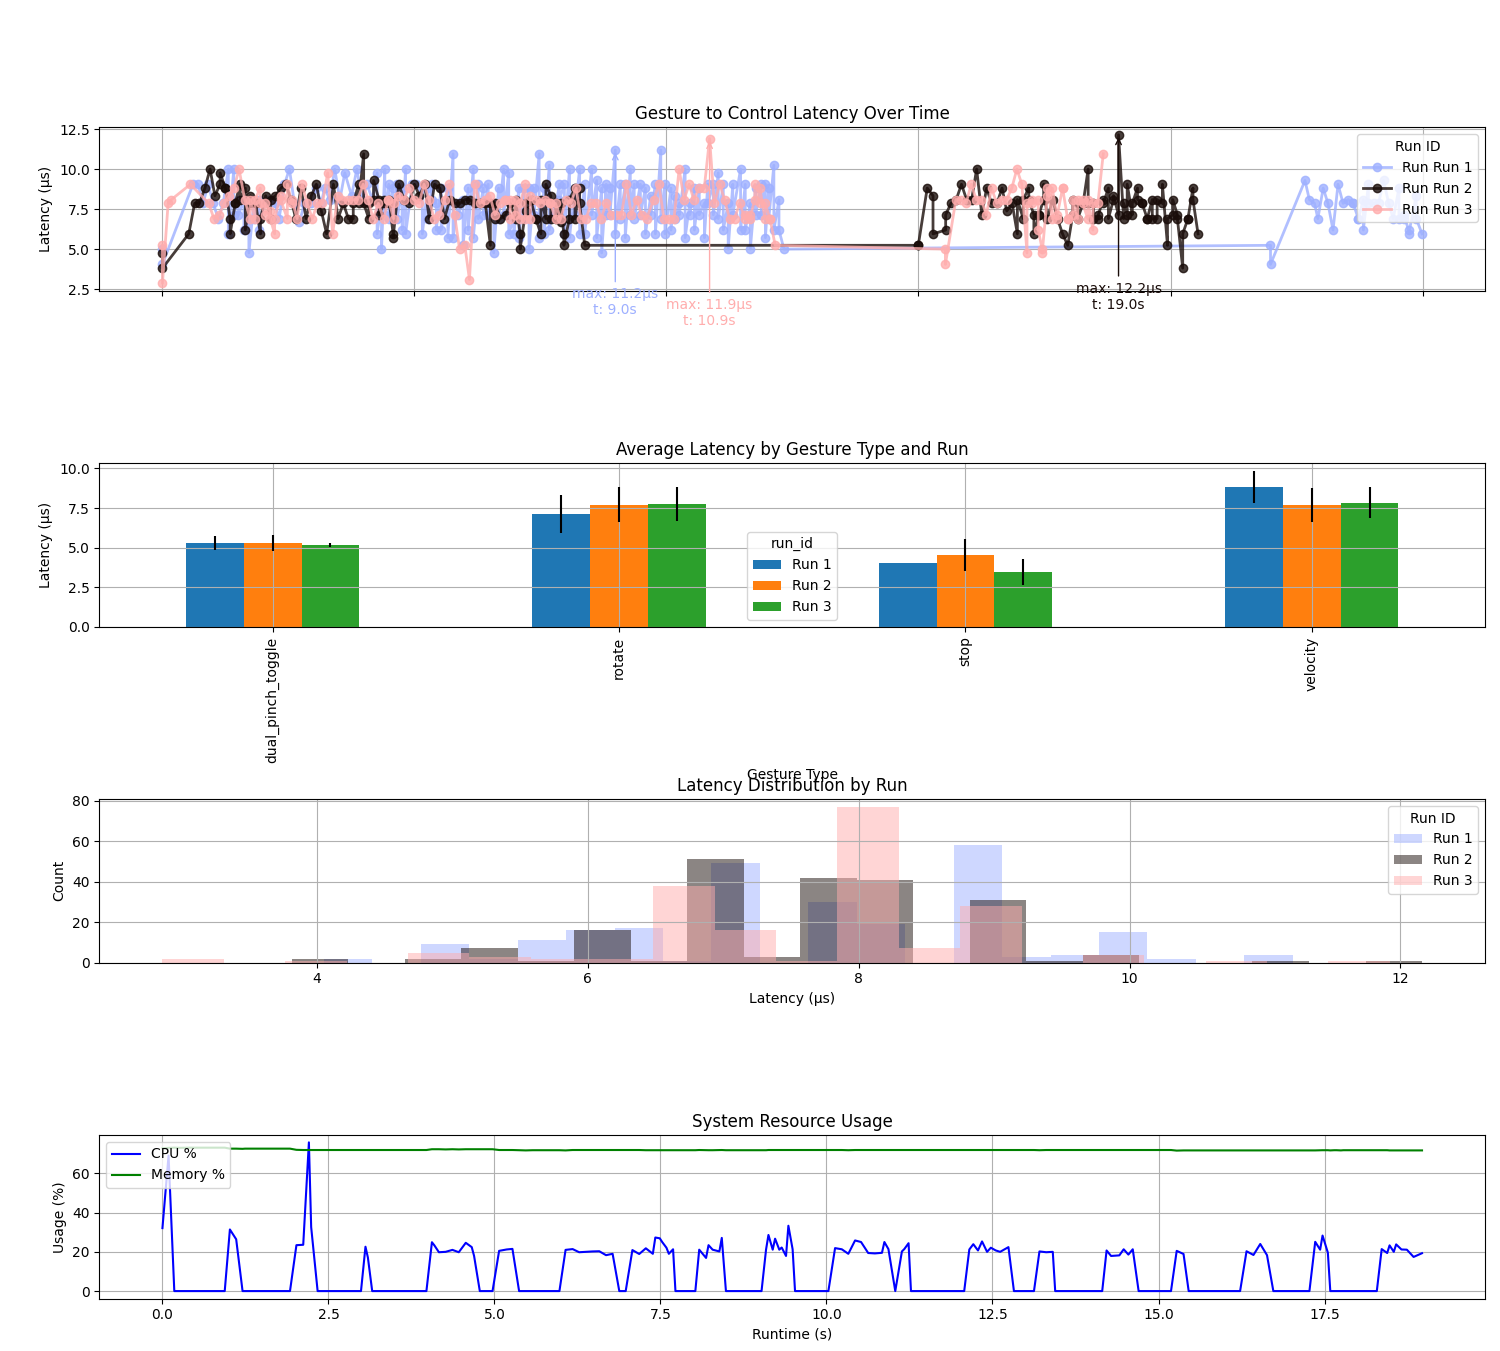 Gesture to Control Latency Over Time
12.5
10.0
7.5
5.0
2.5
Latency (µs)
Run ID
Run Run 1
Run Run 2
Run Run 3
max: 11.2µs
t: 9.0s
max: 11.9µs
t: 10.9s
max: 12.2µs
t: 19.0s
Average Latency by Gesture Type and Run
10.0
7.5
5.0
2.5
0.0
Latency (µs)
run_id
Run 1
Run 2
Run 3
dual_pinch_toggle
rotate
stop
velocity
Gesture Type
Latency Distribution by Run
80
60
40
20
0
Count
Run ID
Run 1
Run 2
Run 3
4
6
8
10
12
Latency (µs)
System Resource Usage
CPU %
Memory %
60
40
20
0
Usage (%)
0.0
2.5
5.0
7.5
10.0
12.5
15.0
17.5
Runtime (s)